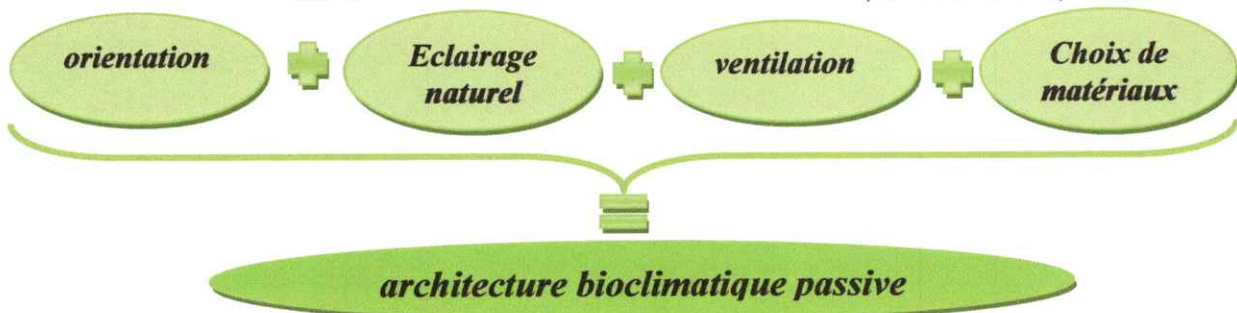 orientation
Eclairage
naturel
ventilation
Choix de
matériaux
architecture bioclimatique passive